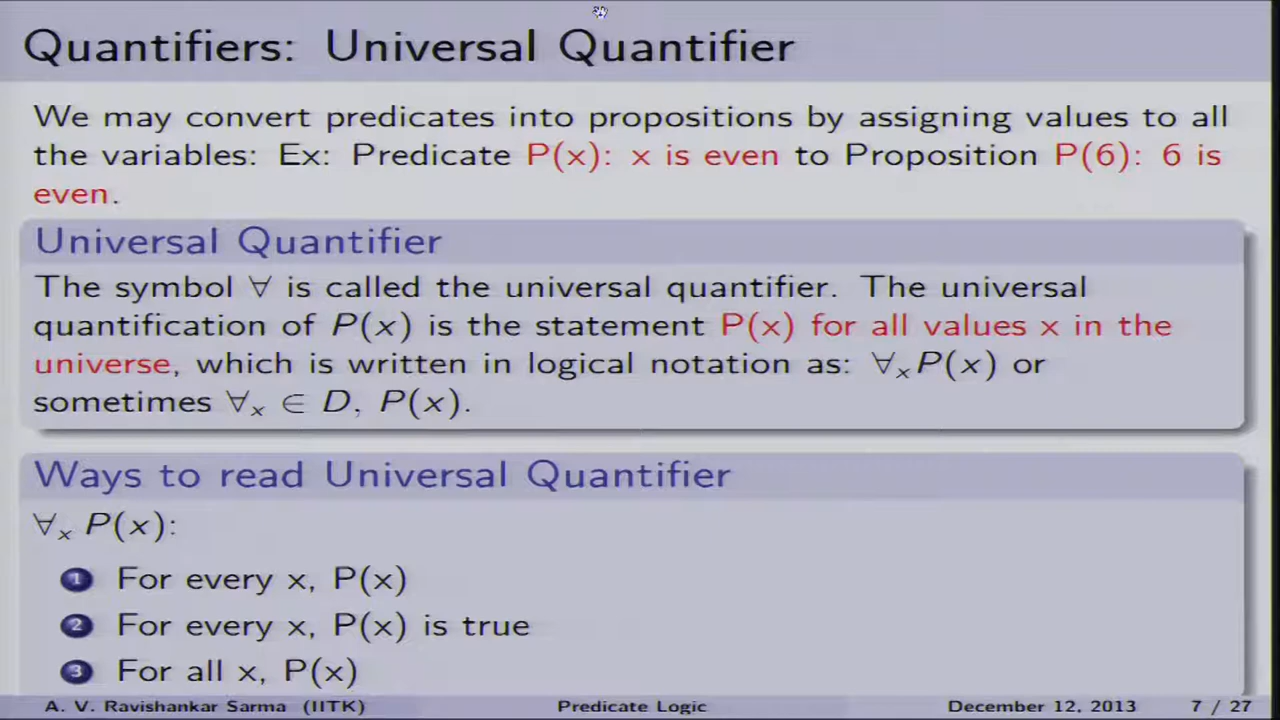 Quantifiers: Universal Quantifier
We may convert predicates into propositions by assigning values to all
the variables: Ex: Predicate P(x): x is even to Proposition P(6): 6 is
even.
Universal Quantifier
The symbol ∀ is called the universal quantifier. The universal
quantification of P(x) is the statement P(x) for all values x in the
universe, which is written in logical notation as: ∀ₓP(x) or
sometimes ∀ₓ ∈ D, P(x).
Ways to read Universal Quantifier
∀ₓ P(x):
1 For every x, P(x)
2 For every x, P(x) is true
3 For all x, P(x)
A. V. Ravishankar Sarma (IITK) Predicate Logic December 12, 2013 7 / 27